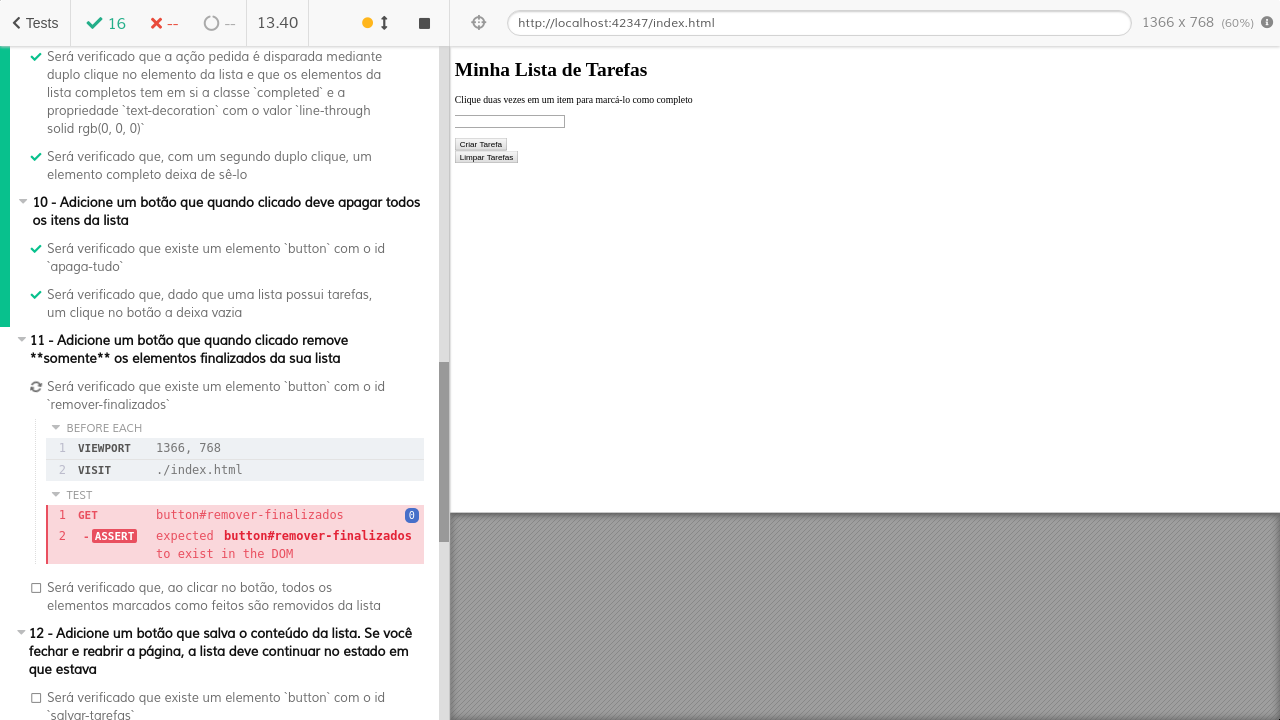 Tests 16 -- -- 13.40
http://localhost:42347/index.html 1366 x 768 (60%)
Será verificado que a ação pedida é disparada mediante
duplo clique no elemento da lista e que os elementos da
lista completos tem em si a classe `completed` e a
propriedade `text-decoration` com o valor `line-through
solid rgb(0, 0, 0)`
Será verificado que, com um segundo duplo clique, um
elemento completo deixa de sê-lo
10 - Adicione um botão que quando clicado deve apagar todos
os itens da lista
Será verificado que existe um elemento `button` com o id
`apaga-tudo`
Será verificado que, dado que uma lista possui tarefas,
um clique no botão a deixa vazia
11 - Adicione um botão que quando clicado remove
**somente** os elementos finalizados da sua lista
Será verificado que existe um elemento `button` com o id
`remover-finalizados`
BEFORE EACH
1 VIEWPORT 1366, 768
2 VISIT ./index.html
TEST
1 GET button#remover-finalizados 0
2 -ASSERT expected button#remover-finalizados
to exist in the DOM
Será verificado que, ao clicar no botão, todos os
elementos marcados como feitos são removidos da lista
12 - Adicione um botão que salva o conteúdo da lista. Se você
fechar e reabrir a página, a lista deve continuar no estado em
que estava
Será verificado que existe um elemento `button` com o id
`salvar-tarefas`
Minha Lista de Tarefas
Clique duas vezes em um item para marcá-lo como completo
Criar Tarefa
Limpar Tarefas